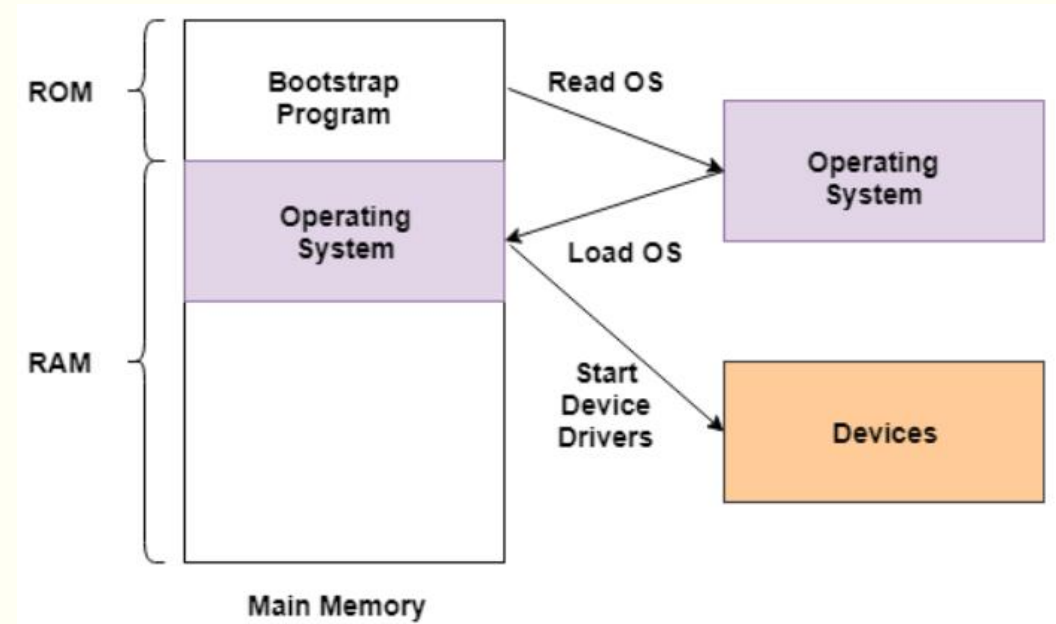 ROM
Bootstrap
Program
Read OS
Operating
System
Operating
System
Load OS
RAM
Start
Device
Drivers
Devices
Main Memory